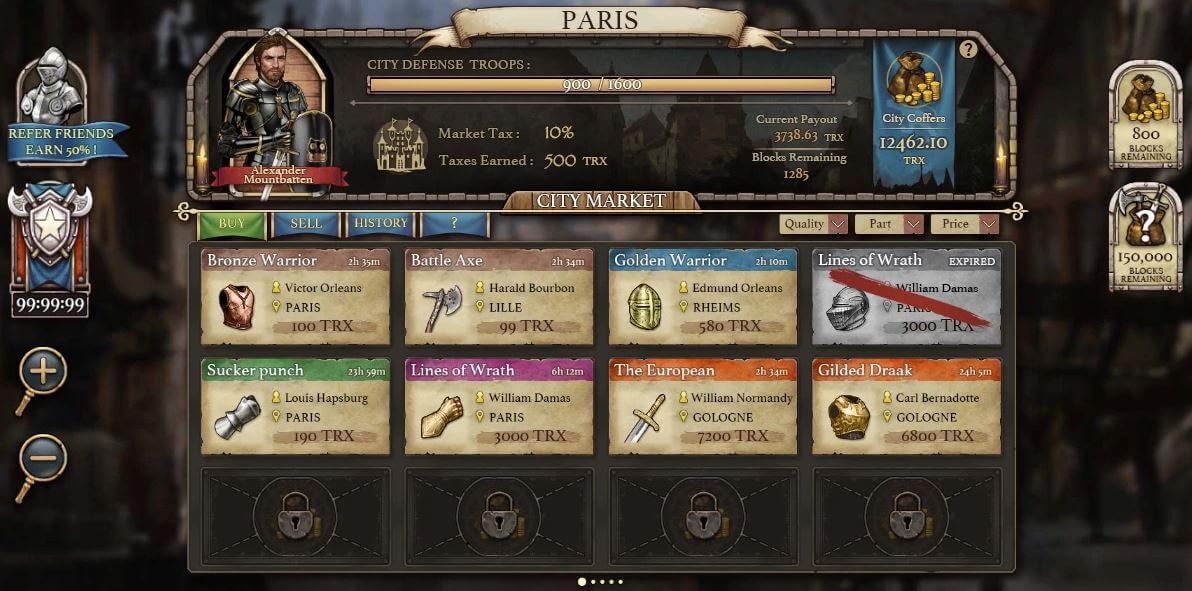 PARIS
CITY DEFENSE TROOPS :
900 / 1600
Market Tax : 10%
Taxes Earned : 500 TRX
Current Payout
3738.63 TRX
Blocks Remaining
1285
?
City Coffers
12462.10
TRX
Alexander
Mountbatten
REFER FRIENDS
EARN 50% !
99:99:99
800
BLOCKS
REMAINING
?
150,000
BLOCKS
REMAINING
CITY MARKET
BUY SELL HISTORY ?
Quality Part Price
Bronze Warrior 2h 35m
Victor Orleans
PARIS
100 TRX
Battle Axe 2h 34m
Harald Bourbon
LILLE
99 TRX
Golden Warrior 2h 10m
Edmund Orleans
RHEIMS
580 TRX
Lines of Wrath EXPIRED
William Damas
PARIS
3000 TRX
Sucker punch 23h 59m
Louis Hapsburg
PARIS
190 TRX
Lines of Wrath 6h 12m
William Damas
PARIS
3000 TRX
The European 2h 34m
William Normandy
GOLOGNE
7200 TRX
Gilded Draak 24h 5m
Carl Bernadotte
GOLOGNE
6800 TRX